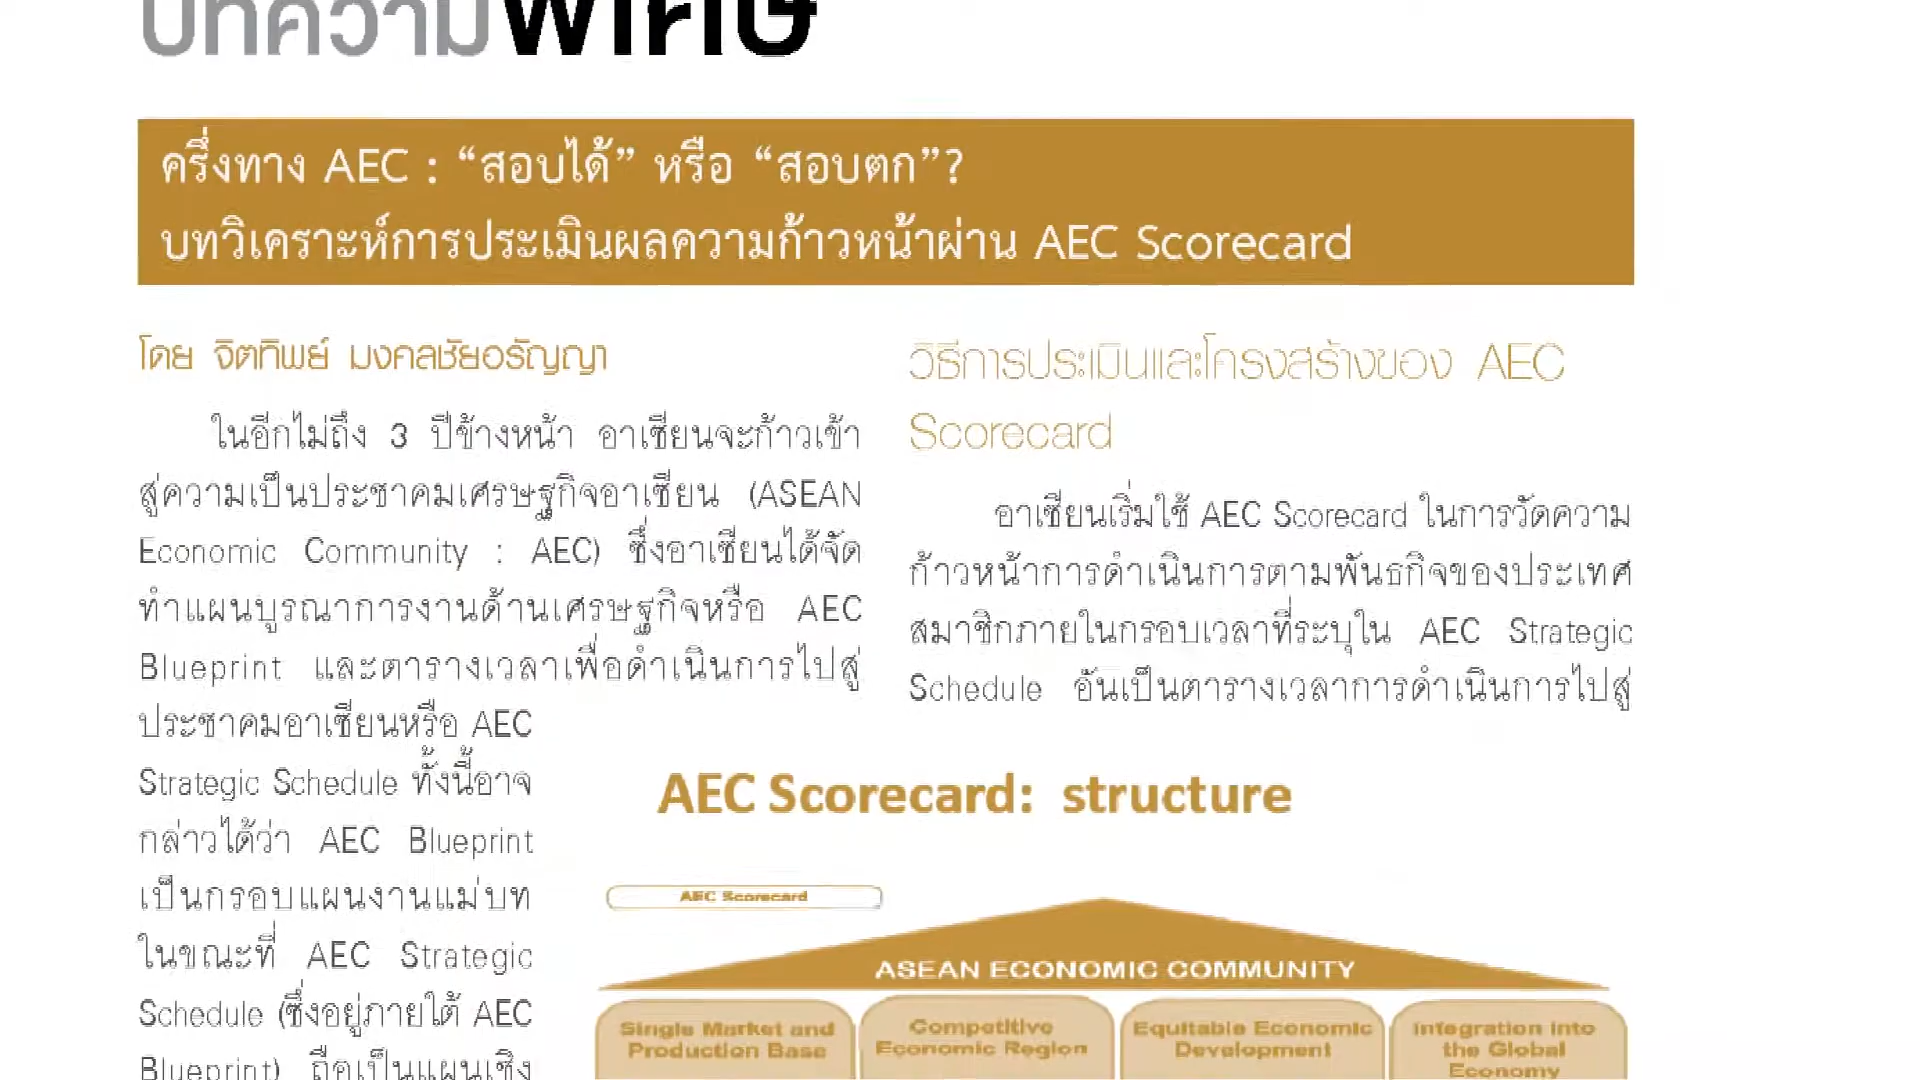 บทความพิเศษ
ครึ่งทาง AEC : “สอบได้” หรือ “สอบตก”?
บทวิเคราะห์การประเมินผลความก้าวหน้าผ่าน AEC Scorecard
โดย จิตทิพย์ มงคลชัยอรัญญา
ในอีกไม่ถึง 3 ปีข้างหน้า อาเซียนจะก้าวเข้า
สู่ความเป็นประชาคมเศรษฐกิจอาเซียน (ASEAN
Economic Community : AEC) ซึ่งอาเซียนได้จัด
ทำแผนบูรณาการงานด้านเศรษฐกิจหรือ AEC
Blueprint และตารางเวลาเพื่อดำเนินการไปสู่
ประชาคมอาเซียนหรือ AEC
Strategic Schedule ทั้งนี้อาจ
กล่าวได้ว่า AEC Blueprint
เป็นกรอบแผนงานแม่บท
ในขณะที่ AEC Strategic
Schedule (ซึ่งอยู่ภายใต้ AEC
Blueprint) ถือเป็นแผนเชิง
วิธีการประเมินและโครงสร้างของ AEC
Scorecard
อาเซียนเริ่มใช้ AEC Scorecard ในการวัดความ
ก้าวหน้าการดำเนินการตามพันธกิจของประเทศ
สมาชิกภายในกรอบเวลาที่ระบุใน AEC Strategic
Schedule อันเป็นตารางเวลาการดำเนินการไปสู่
AEC Scorecard: structure
AEC Scorecard
ASEAN ECONOMIC COMMUNITY
Single Market and
Production Base
Competitive
Economic Region
Equitable Economic
Development
Integration into
the Global
Economy